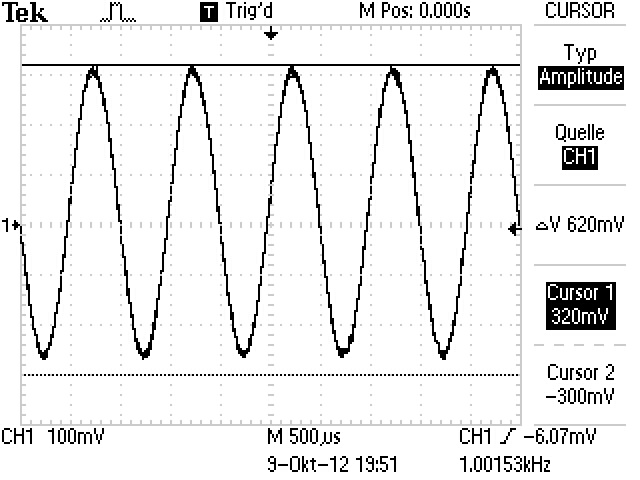 Tek T Trig'd M Pos: 0.000s CURSOR
Typ
Amplitude
Quelle
CH1
1
△V 620mV
Cursor 1
320mV
Cursor 2
-300mV
CH1 100mV M 500µs CH1 -6.07mV
9-Okt-12 19:51 1.00153kHz